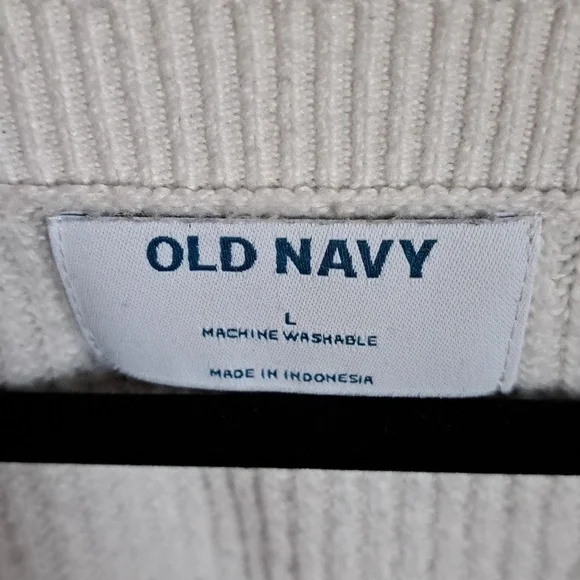 OLD NAVY
L
MACHINE WASHABLE
MADE IN INDONESIA